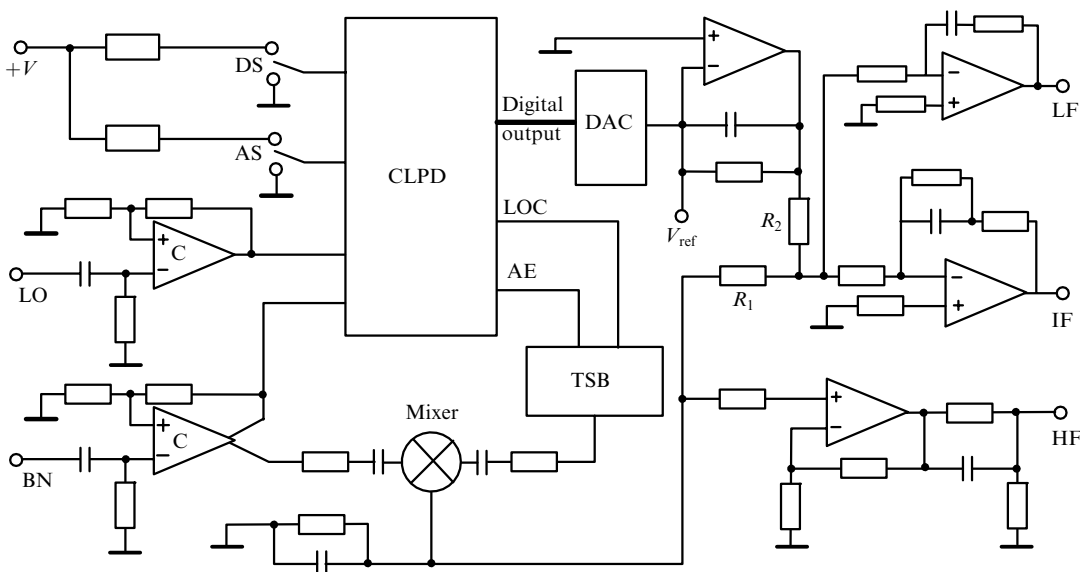 +V
DS
AS
CLPD
Digital
output
DAC
LOC
AE
V_ref
R_2
R_1
LF
IF
HF
C
+
−
LO
C
+
−
BN
Mixer
TSB
+
−
−
+
−
+
+
−